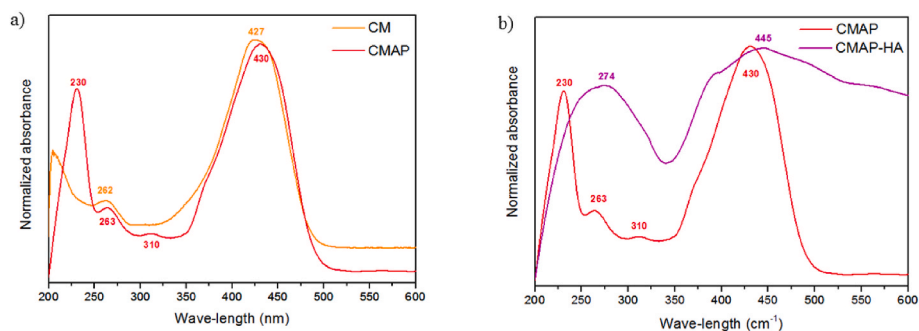 a)
CM
CMAP
427
430
230
262
263
310
Normalized absorbance
200 250 300 350 400 450 500 550 600
Wave-length (nm)
b)
CMAP
CMAP-HA
445
430
230
274
263
310
Normalized absorbance
200 250 300 350 400 450 500 550 600
Wave-length (cm⁻¹)